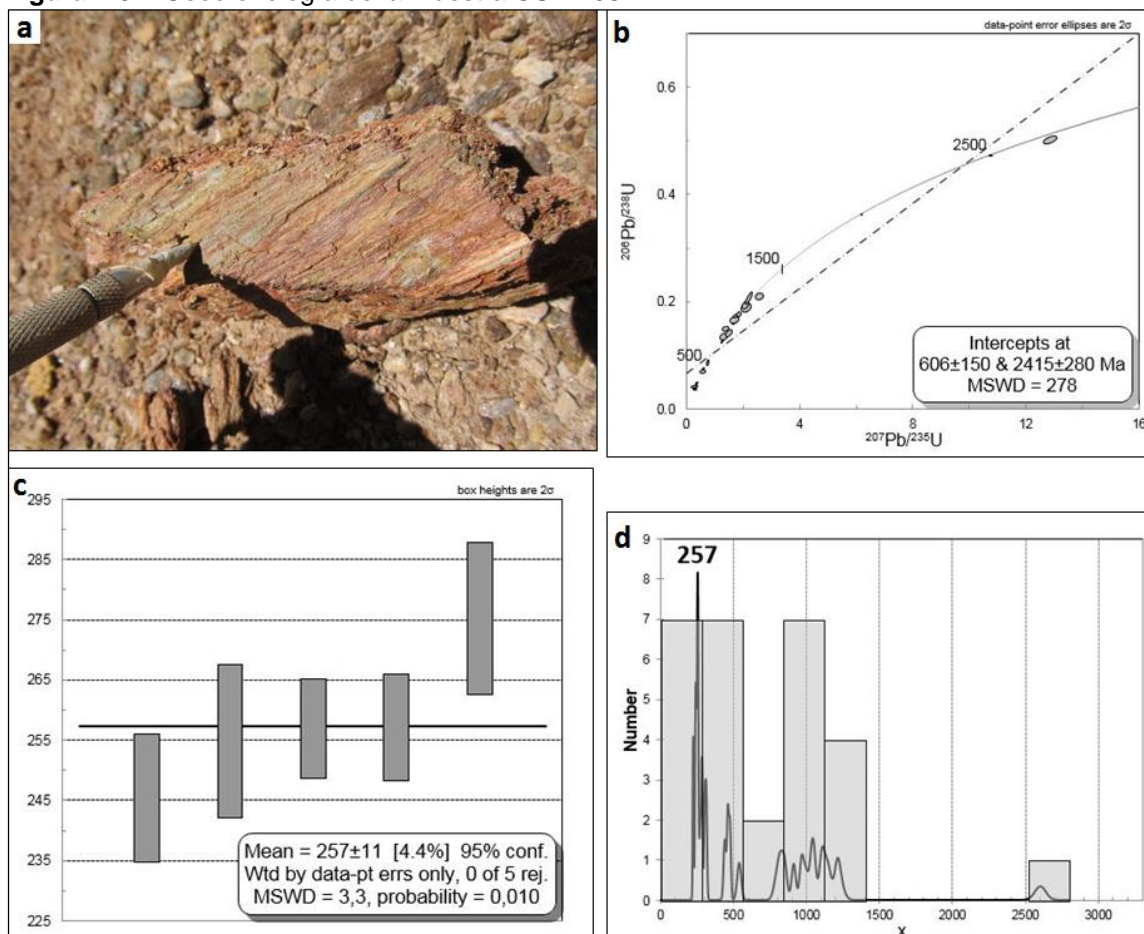 a
b
data-point error ellipses are 2σ
0.6
0.4
0.2
0.0
²⁰⁶Pb/²³⁸U
500
1500
2500
Intercepts at
606±150 & 2415±280 Ma
MSWD = 278
0
4
8
12
16
²⁰⁷Pb/²³⁵U
c
box heights are 2σ
295
285
275
265
255
245
235
225
Mean = 257±11 [4.4%] 95% conf.
Wtd by data-pt errs only, 0 of 5 rej.
MSWD = 3,3, probability = 0,010
d
257
9
8
7
6
5
4
3
2
1
0
Number
0
500
1000
1500
2000
2500
3000